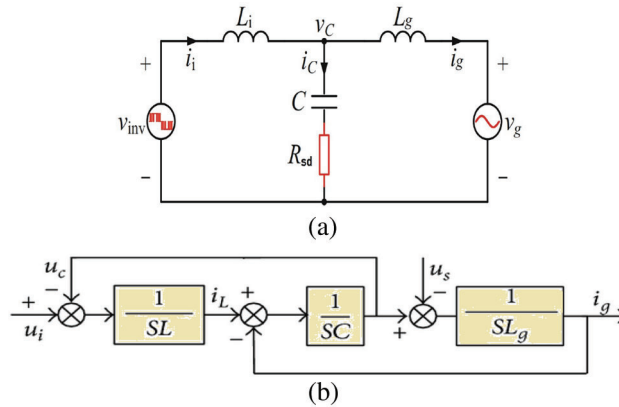 L_i v_C L_g
+ i_i i_C i_g +
C
v_inv v_g
R_sd
− −
(a)
u_c − u_s
+ 1 i_L + 1 − 1 i_g
u_i SL − SC + SL_g
(b)